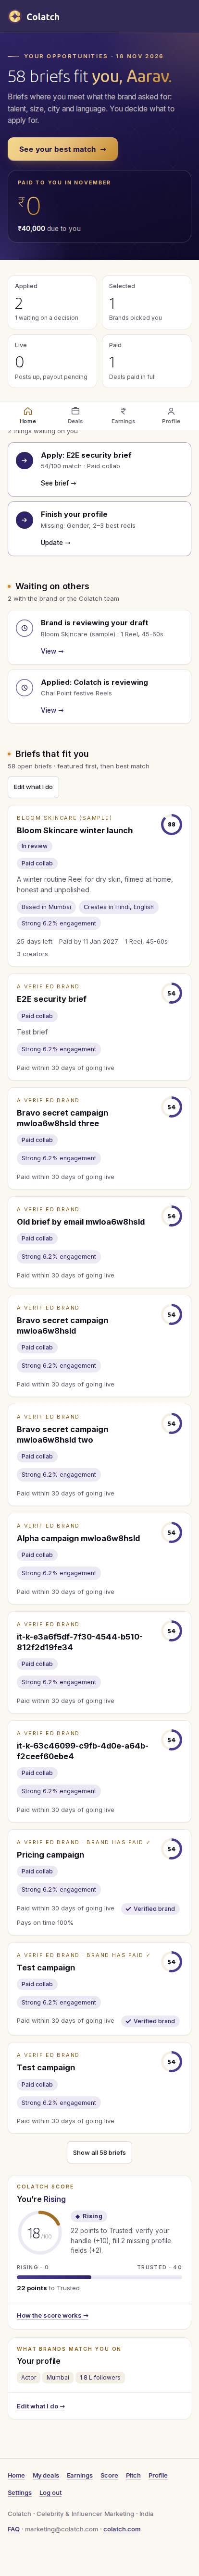 Colatch
YOUR OPPORTUNITIES · 18 NOV 2026
58 briefs fit you, Aarav.
Briefs where you meet what the brand asked for:
talent, size, city and language. You decide what to
apply for.
See your best match →
PAID TO YOU IN NOVEMBER
₹0
₹40,000 due to you
Applied
2
1 waiting on a decision
Selected
1
Brands picked you
Live
0
Posts up, payout pending
Paid
1
Deals paid in full
Home
Deals
Earnings
Profile
2 things waiting on you
Apply: E2E security brief
54/100 match · Paid collab
See brief →
Finish your profile
Missing: Gender, 2–3 best reels
Update →
Waiting on others
2 with the brand or the Colatch team
Brand is reviewing your draft
Bloom Skincare (sample) · 1 Reel, 45-60s
View →
Applied: Colatch is reviewing
Chai Point festive Reels
View →
Briefs that fit you
58 open briefs · featured first, then best match
Edit what I do
BLOOM SKINCARE (SAMPLE)
88
Bloom Skincare winter launch
In review
Paid collab
A winter routine Reel for dry skin, filmed at home,
honest and unpolished.
Based in Mumbai
Creates in Hindi, English
Strong 6.2% engagement
25 days left Paid by 11 Jan 2027 1 Reel, 45-60s
3 creators
A VERIFIED BRAND
54
E2E security brief
Paid collab
Test brief
Strong 6.2% engagement
Paid within 30 days of going live
A VERIFIED BRAND
54
Bravo secret campaign
mwloa6w8hsld three
Paid collab
Strong 6.2% engagement
Paid within 30 days of going live
A VERIFIED BRAND
54
Old brief by email mwloa6w8hsld
Paid collab
Strong 6.2% engagement
Paid within 30 days of going live
A VERIFIED BRAND
54
Bravo secret campaign
mwloa6w8hsld
Paid collab
Strong 6.2% engagement
Paid within 30 days of going live
A VERIFIED BRAND
54
Bravo secret campaign
mwloa6w8hsld two
Paid collab
Strong 6.2% engagement
Paid within 30 days of going live
A VERIFIED BRAND
54
Alpha campaign mwloa6w8hsld
Paid collab
Strong 6.2% engagement
Paid within 30 days of going live
A VERIFIED BRAND
54
it-k-e3a6f5df-7f30-4544-b510-
812f2d19fe34
Paid collab
Strong 6.2% engagement
Paid within 30 days of going live
A VERIFIED BRAND
54
it-k-63c46099-c9fb-4d0e-a64b-
f2ceef60ebe4
Paid collab
Strong 6.2% engagement
Paid within 30 days of going live
A VERIFIED BRAND · BRAND HAS PAID ✓
54
Pricing campaign
Paid collab
Strong 6.2% engagement
Paid within 30 days of going live ✓ Verified brand
Pays on time 100%
A VERIFIED BRAND · BRAND HAS PAID ✓
54
Test campaign
Paid collab
Strong 6.2% engagement
Paid within 30 days of going live ✓ Verified brand
A VERIFIED BRAND
54
Test campaign
Paid collab
Strong 6.2% engagement
Paid within 30 days of going live
Show all 58 briefs
COLATCH SCORE
You're Rising
18/100
◆ Rising
22 points to Trusted: verify your
handle (+10), fill 2 missing profile
fields (+2).
RISING · 0
TRUSTED · 40
22 points to Trusted
How the score works →
WHAT BRANDS MATCH YOU ON
Your profile
Actor
Mumbai
1.8 L followers
Edit what I do →
Home My deals Earnings Score Pitch Profile
Settings Log out
Colatch · Celebrity & Influencer Marketing · India
FAQ · marketing@colatch.com · colatch.com